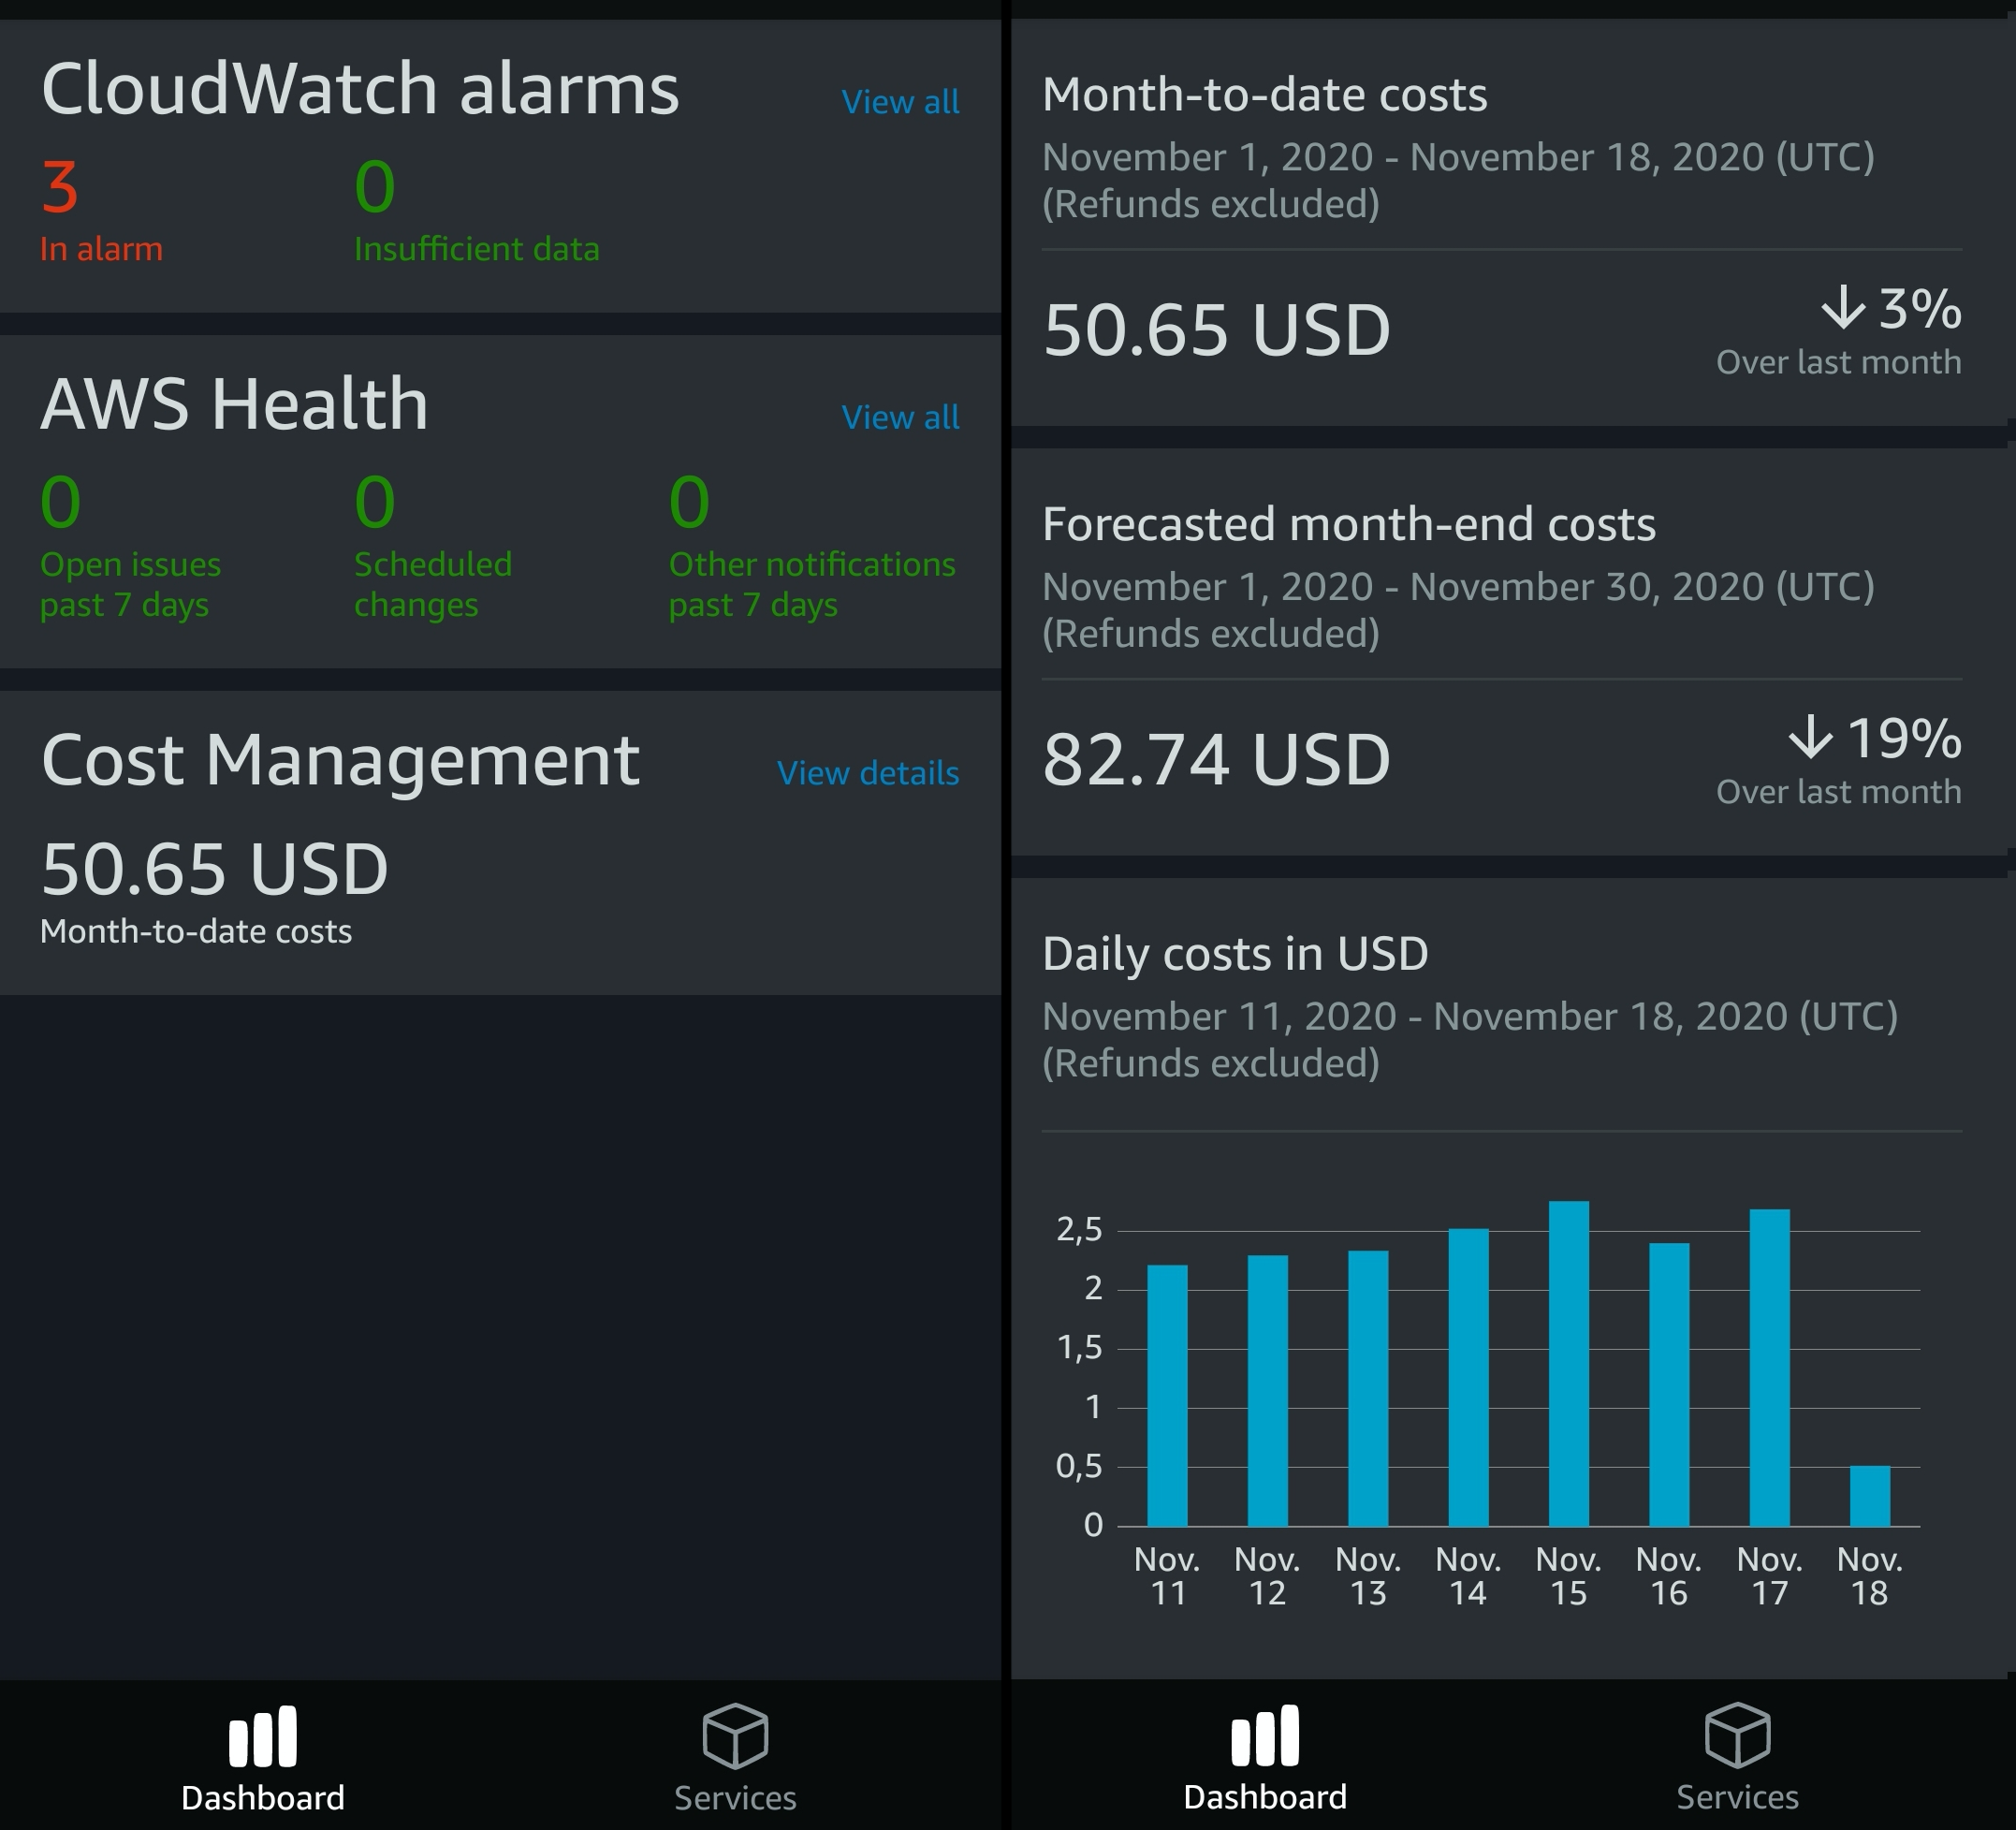 CloudWatch alarms
View all
3
0
In alarm
Insufficient data
AWS Health
View all
0
0
0
Open issues
past 7 days
Scheduled
changes
Other notifications
past 7 days
Cost Management
View details
50.65 USD
Month-to-date costs
Dashboard
Services
Month-to-date costs
November 1, 2020 - November 18, 2020 (UTC)
(Refunds excluded)
50.65 USD
↓ 3%
Over last month
Forecasted month-end costs
November 1, 2020 - November 30, 2020 (UTC)
(Refunds excluded)
82.74 USD
↓ 19%
Over last month
Daily costs in USD
November 11, 2020 - November 18, 2020 (UTC)
(Refunds excluded)
2,5
2
1,5
1
0,5
0
Nov. 11
Nov. 12
Nov. 13
Nov. 14
Nov. 15
Nov. 16
Nov. 17
Nov. 18
Dashboard
Services